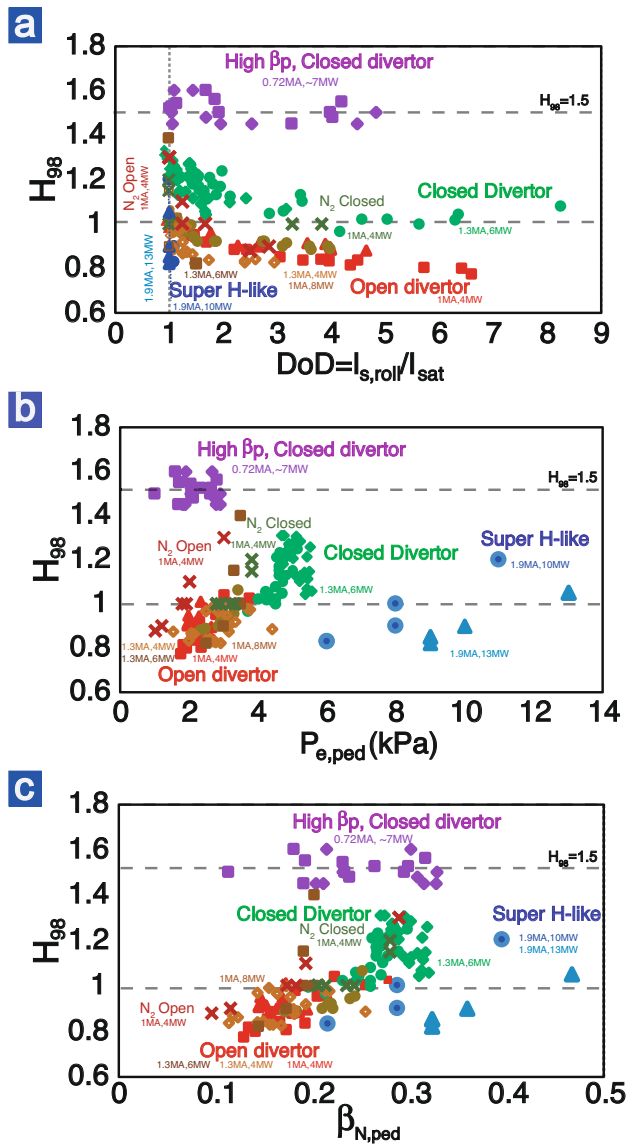 a
1.8
High βp, Closed divertor
0.72MA,~7MW
1.6
H98=1.5
1.4
H98
N2 Open
1MA,4MW
1.2
N2 Closed
Closed Divertor
1
1MA,4MW
1.3MA,6MW
0.8
1.9MA,13MW
1.3MA,6MW
1.3MA,4MW
Super H-like
1MA,8MW
Open divertor
1.9MA,10MW
1MA,4MW
0.6
0 1 2 3 4 5 6 7 8 9
DoD=Is,roll/Isat
b
1.8
High βp, Closed divertor
0.72MA,~7MW
1.6
H98=1.5
1.4
H98
N2 Closed
N2 Open
1MA,4MW
1MA,4MW
Closed Divertor
Super H-like
1.2
1.9MA,10MW
1.3MA,6MW
1
1.3MA,4MW
1MA,8MW
0.8
1.3MA,6MW
1MA,4MW
1.9MA,13MW
Open divertor
0.6
0 2 4 6 8 10 12 14
Pe,ped(kPa)
c
1.8
High βp, Closed divertor
0.72MA, ~7MW
1.6
H98=1.5
1.4
H98
Closed Divertor
Super H-like
N2 Closed
1MA,4MW
1.2
1.9MA,10MW
1.9MA,13MW
1.3MA,6MW
1MA,8MW
1
N2 Open
1MA,4MW
0.8
Open divertor
1.3MA,6MW
1.3MA,4MW
1MA,4MW
0.6
0 0.1 0.2 0.3 0.4 0.5
βN,ped